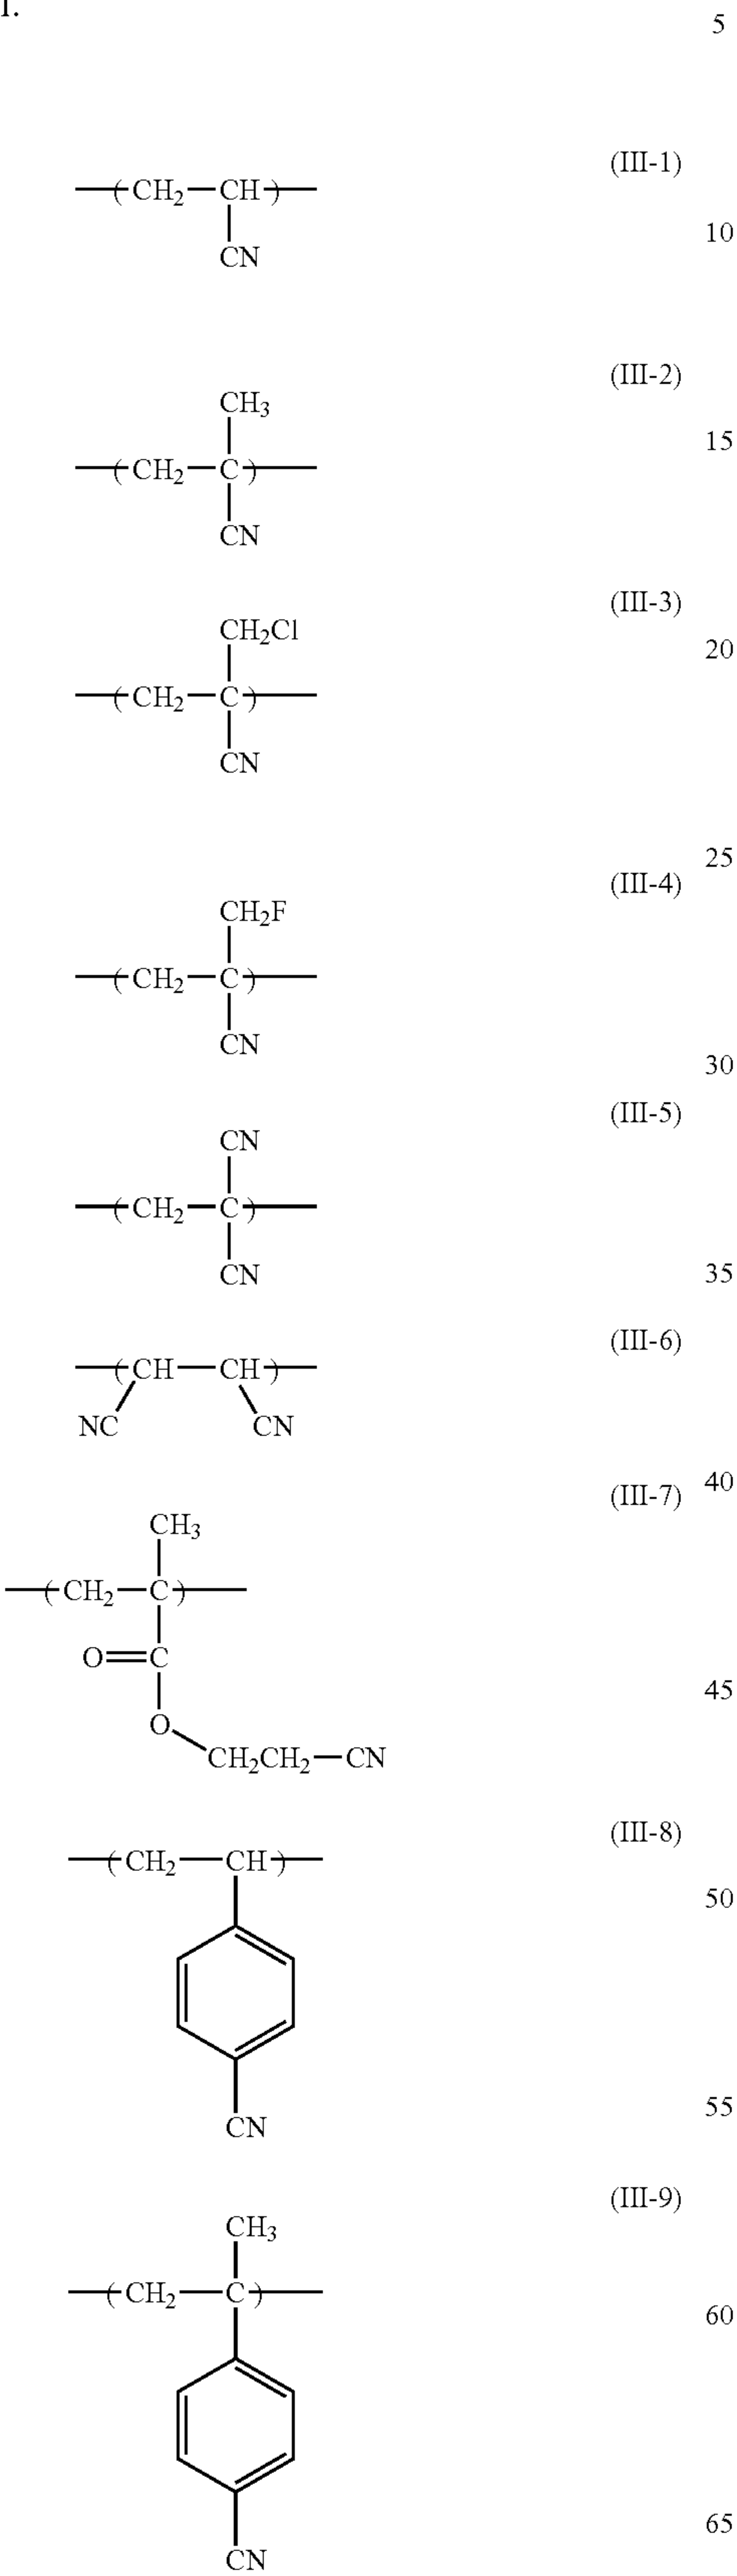 I.
5
(III-1)
( CH2 CH )
10
CN
(III-2)
CH3
15
( CH2 C )
CN
(III-3)
CH2Cl
20
( CH2 C )
CN
25
(III-4)
CH2F
( CH2 C )
CN
30
(III-5)
CN
( CH2 C )
CN
35
(III-6)
( CH CH )
NC CN
40
(III-7)
CH3
( CH2 C )
O=C
45
O
CH2CH2—CN
(III-8)
( CH2 CH )
50
55
CN
(III-9)
CH3
( CH2 C )
60
65
CN